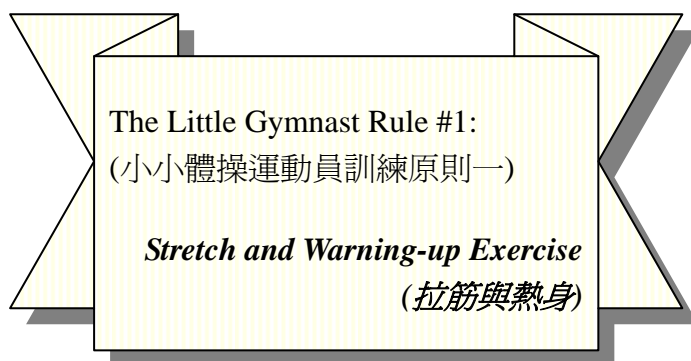 The Little Gymnast Rule #1:
(小小體操運動員訓練原則一)
Stretch and Warning-up Exercise
(拉筋與熱身)